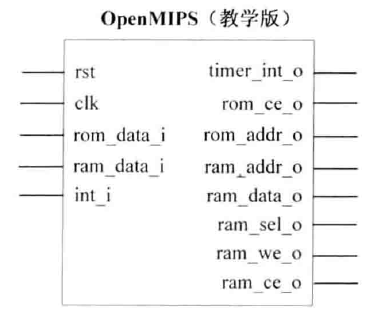 OpenMIPS（教学版）
rst
clk
rom_data_i
ram_data_i
int_i
timer_int_o
rom_ce_o
rom_addr_o
ram_addr_o
ram_data_o
ram_sel_o
ram_we_o
ram_ce_o